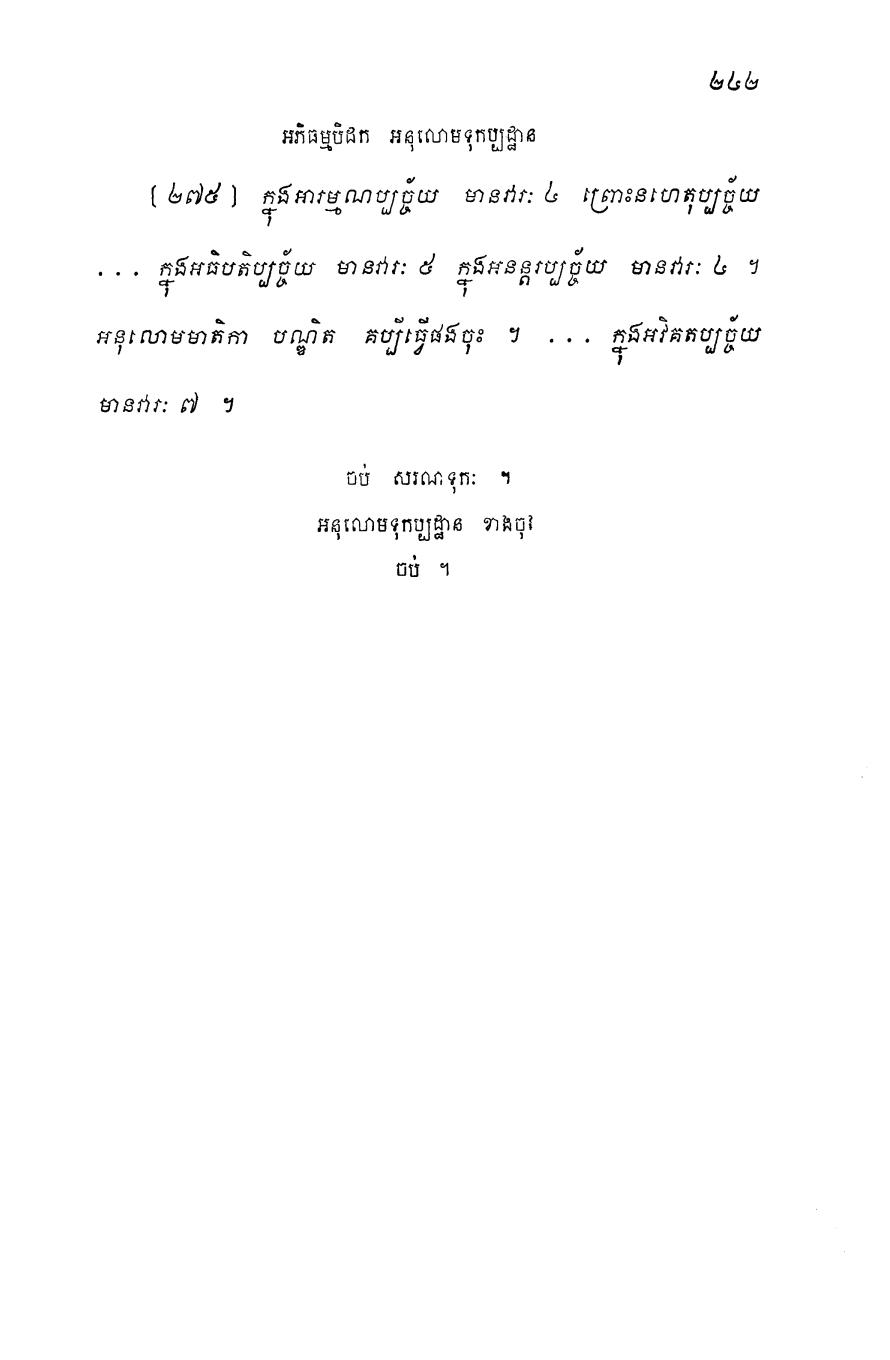 ២៤២
អភិធម្មបិដក អនុលោមទុកប្បដ្ឋាន
[ ២៧៥ ] ក្នុងអារម្មណប្បច្ច័យ មានវារៈ ៤ ព្រោះនហេតុប្បច្ច័យ
... ក្នុងអធិបតិប្បច្ច័យ មានវារៈ ៥ ក្នុងអនន្តរប្បច្ច័យ មានវារៈ ៤ ។
អនុលោមមាតិកា បណ្ឌិត គប្បីធ្វើផងចុះ ។ ... ក្នុងអវិគតប្បច្ច័យ
មានវារៈ ៧ ។
ចប់ សរណទុកៈ ។
អនុលោមទុកប្បដ្ឋាន ខាងចុង
ចប់ ។